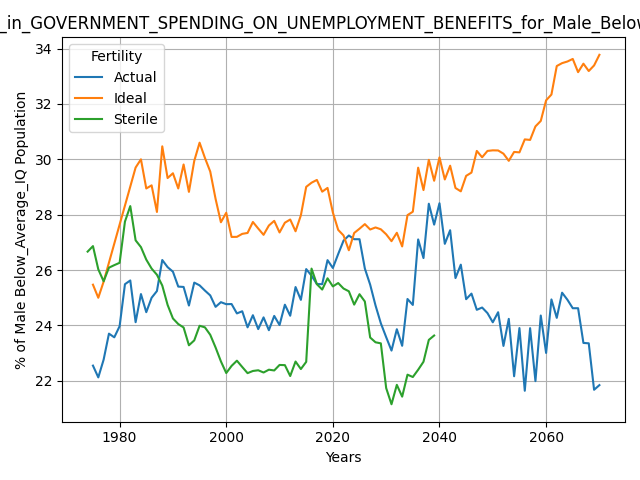 _in_GOVERNMENT_SPENDING_ON_UNEMPLOYMENT_BENEFITS_for_Male_Below
Fertility
Actual
Ideal
Sterile
% of Male Below_Average_IQ Population
34
32
30
28
26
24
22
1980
2000
2020
2040
2060
Years